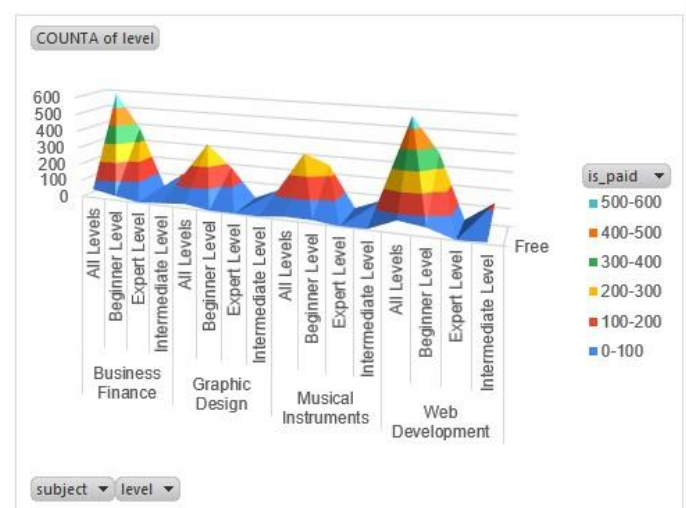 COUNTA of level
600
500
400
300
200
100
0
All Levels
Beginner Level
Expert Level
Intermediate Level
All Levels
Beginner Level
Expert Level
Intermediate Level
All Levels
Beginner Level
Expert Level
Intermediate Level
All Levels
Beginner Level
Expert Level
Intermediate Level
Business
Finance
Graphic
Design
Musical
Instruments
Web
Development
Free
is_paid
500-600
400-500
300-400
200-300
100-200
0-100
subject level